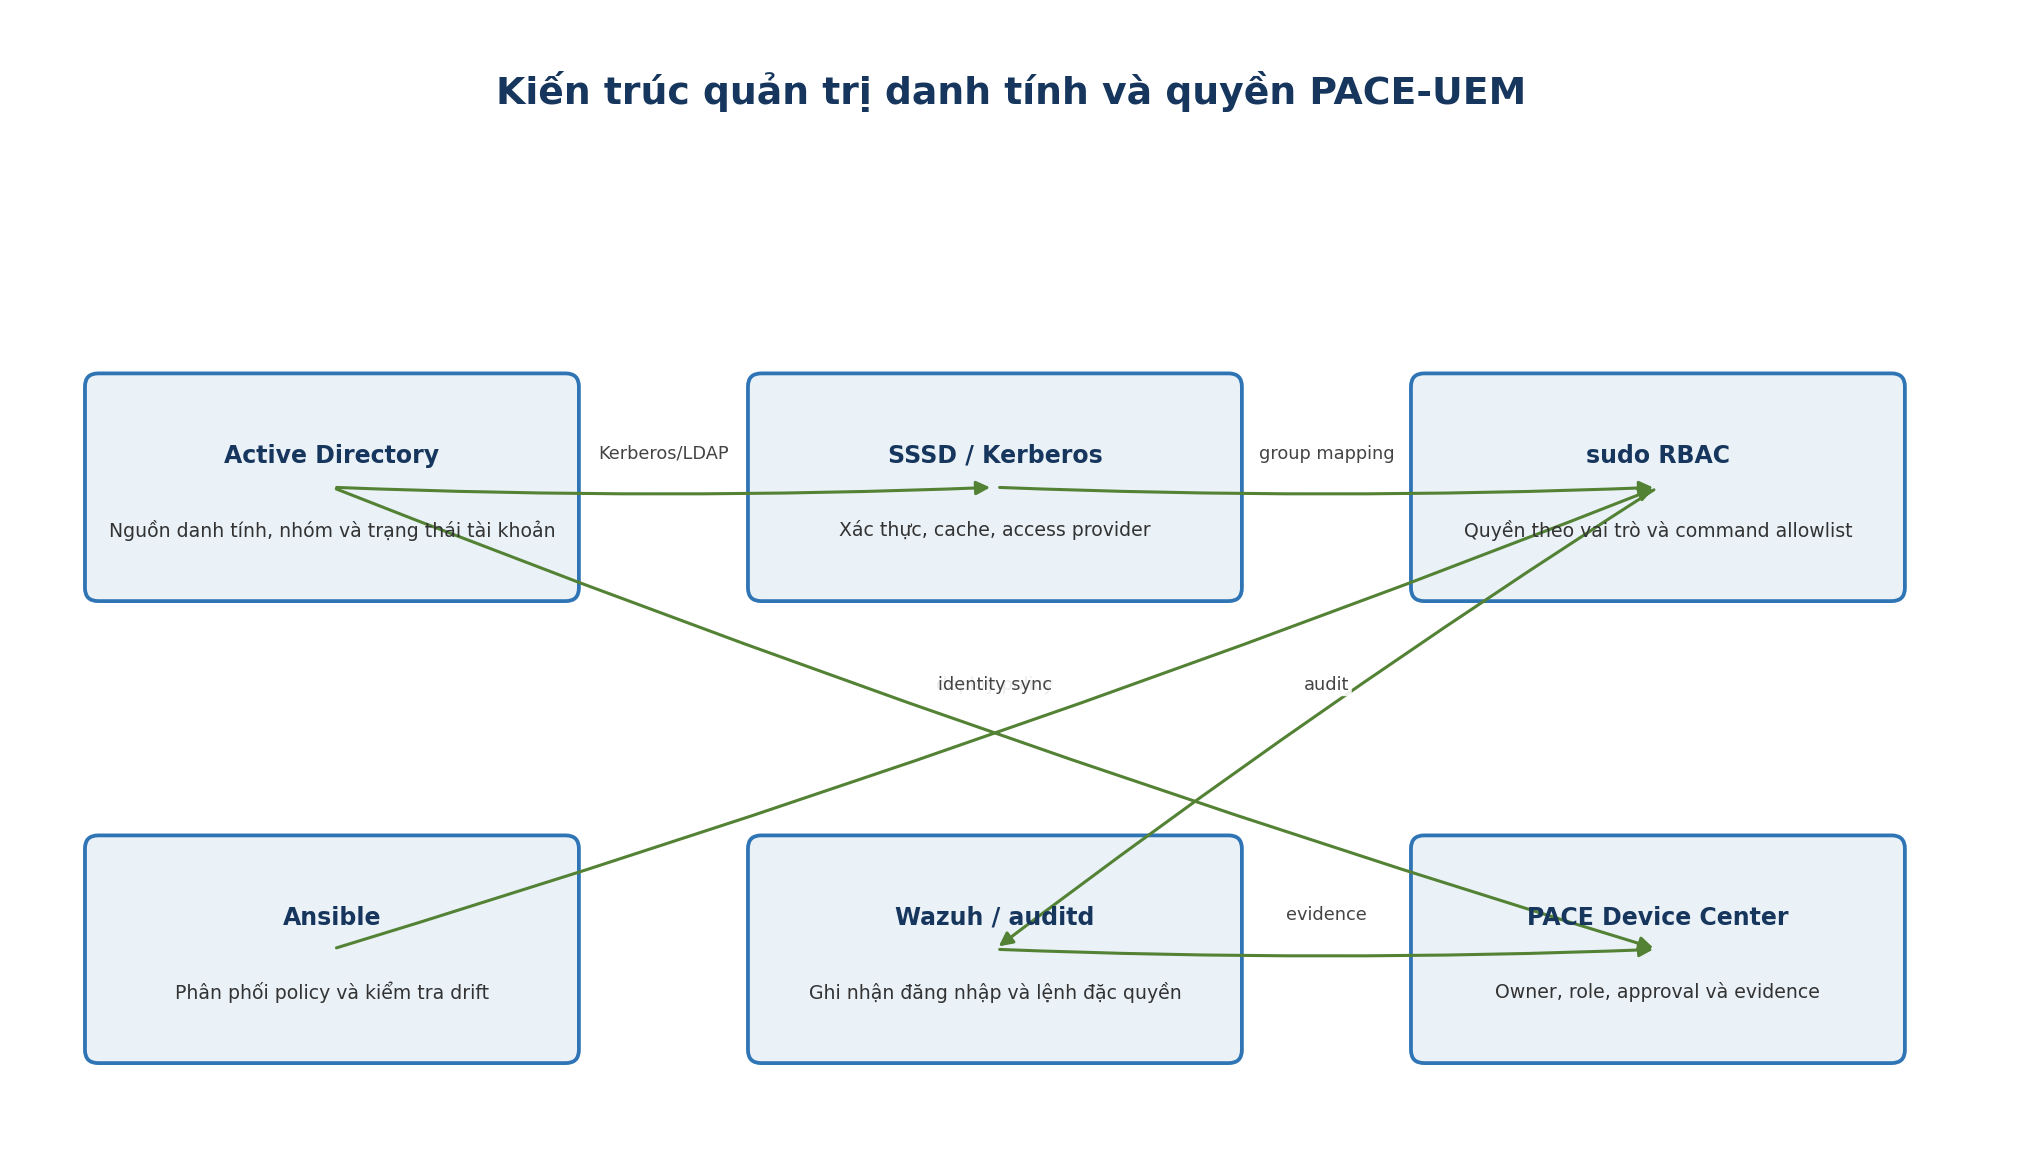 Kiến trúc quản trị danh tính và quyền PACE-UEM
Active Directory
Nguồn danh tính, nhóm và trạng thái tài khoản
Kerberos/LDAP
SSSD / Kerberos
Xác thực, cache, access provider
group mapping
sudo RBAC
Quyền theo vai trò và command allowlist
identity sync
audit
Ansible
Phân phối policy và kiểm tra drift
Wazuh / auditd
Ghi nhận đăng nhập và lệnh đặc quyền
evidence
PACE Device Center
Owner, role, approval và evidence